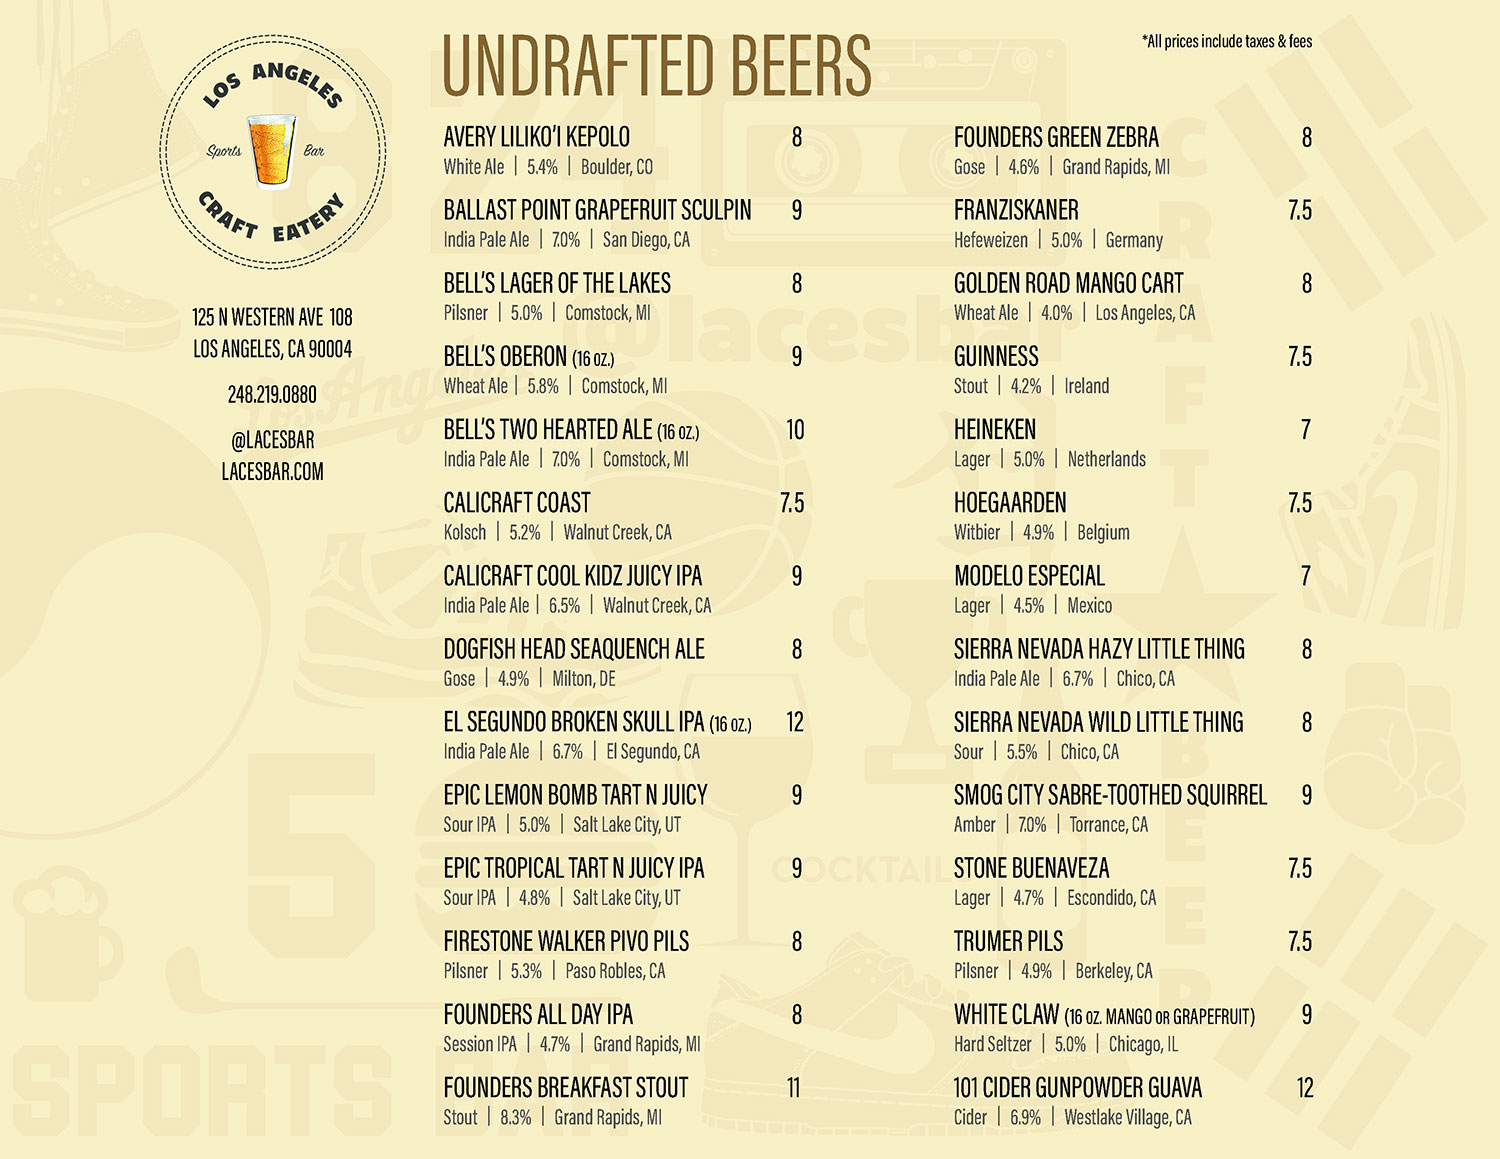 LOS ANGELES
Sports Bar
CRAFT EATERY
125 N WESTERN AVE 108
LOS ANGELES, CA 90004
248.219.0880
@LACESBAR
LACESBAR.COM
UNDRAFTED BEERS
*All prices include taxes & fees
AVERY LILIKO'I KEPOLO 8
White Ale | 5.4% | Boulder, CO
BALLAST POINT GRAPEFRUIT SCULPIN 9
India Pale Ale | 7.0% | San Diego, CA
BELL'S LAGER OF THE LAKES 8
Pilsner | 5.0% | Comstock, MI
BELL'S OBERON (16 OZ.) 9
Wheat Ale | 5.8% | Comstock, MI
BELL'S TWO HEARTED ALE (16 OZ.) 10
India Pale Ale | 7.0% | Comstock, MI
CALICRAFT COAST 7.5
Kolsch | 5.2% | Walnut Creek, CA
CALICRAFT COOL KIDZ JUICY IPA 9
India Pale Ale | 6.5% | Walnut Creek, CA
DOGFISH HEAD SEAQUENCH ALE 8
Gose | 4.9% | Milton, DE
EL SEGUNDO BROKEN SKULL IPA (16 OZ.) 12
India Pale Ale | 6.7% | El Segundo, CA
EPIC LEMON BOMB TART N JUICY 9
Sour IPA | 5.0% | Salt Lake City, UT
EPIC TROPICAL TART N JUICY IPA 9
Sour IPA | 4.8% | Salt Lake City, UT
FIRESTONE WALKER PIVO PILS 8
Pilsner | 5.3% | Paso Robles, CA
FOUNDERS ALL DAY IPA 8
Session IPA | 4.7% | Grand Rapids, MI
FOUNDERS BREAKFAST STOUT 11
Stout | 8.3% | Grand Rapids, MI
FOUNDERS GREEN ZEBRA 8
Gose | 4.6% | Grand Rapids, MI
FRANZISKANER 7.5
Hefeweizen | 5.0% | Germany
GOLDEN ROAD MANGO CART 8
Wheat Ale | 4.0% | Los Angeles, CA
GUINNESS 7.5
Stout | 4.2% | Ireland
HEINEKEN 7
Lager | 5.0% | Netherlands
HOEGAARDEN 7.5
Witbier | 4.9% | Belgium
MODELO ESPECIAL 7
Lager | 4.5% | Mexico
SIERRA NEVADA HAZY LITTLE THING 8
India Pale Ale | 6.7% | Chico, CA
SIERRA NEVADA WILD LITTLE THING 8
Sour | 5.5% | Chico, CA
SMOG CITY SABRE-TOOTHED SQUIRREL 9
Amber | 7.0% | Torrance, CA
STONE BUENAVEZA 7.5
Lager | 4.7% | Escondido, CA
TRUMER PILS 7.5
Pilsner | 4.9% | Berkeley, CA
WHITE CLAW (16 OZ. MANGO OR GRAPEFRUIT) 9
Hard Seltzer | 5.0% | Chicago, IL
101 CIDER GUNPOWDER GUAVA 12
Cider | 6.9% | Westlake Village, CA
@lacesbar
Los Angeles
CRAFT
BEER
COCKTAIL
SPORTS BAR